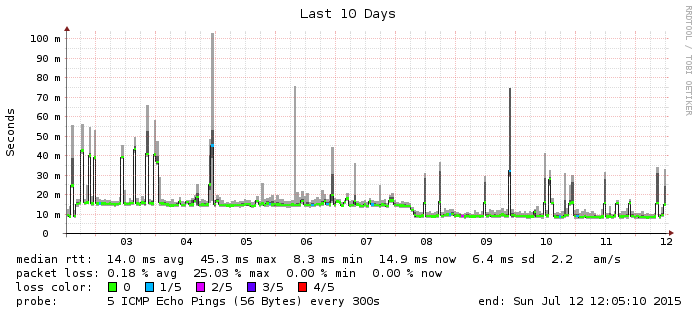 Last 10 Days
RRDTOOL / TOBI OETIKER
Seconds
100 m
90 m
80 m
70 m
60 m
50 m
40 m
30 m
20 m
10 m
0
03 04 05 06 07 08 09 10 11 12
median rtt: 14.0 ms avg 45.3 ms max 8.3 ms min 14.9 ms now 6.4 ms sd 2.2 am/s
packet loss: 0.18 % avg 25.03 % max 0.00 % min 0.00 % now
loss color: 0 1/5 2/5 3/5 4/5
probe: 5 ICMP Echo Pings (56 Bytes) every 300s end: Sun Jul 12 12:05:10 2015